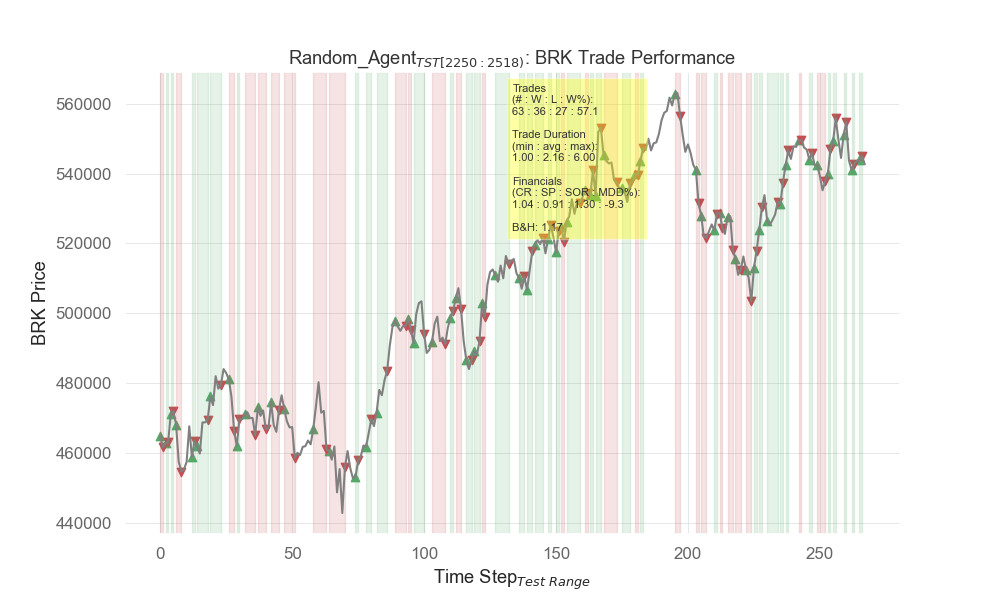 Random_Agent_TST[2250:2518): BRK Trade Performance
Trades
(# : W : L : W%):
63 : 36 : 27 : 57.1
Trade Duration
(min : avg : max):
1.00 : 2.16 : 6.00
Financials
(CR : SP : SOR : MDD%):
1.04 : 0.91 : 1.30 : -9.3
B&H: 1.17
BRK Price
560000
540000
520000
500000
480000
460000
440000
0 50 100 150 200 250
Time Step_Test Range